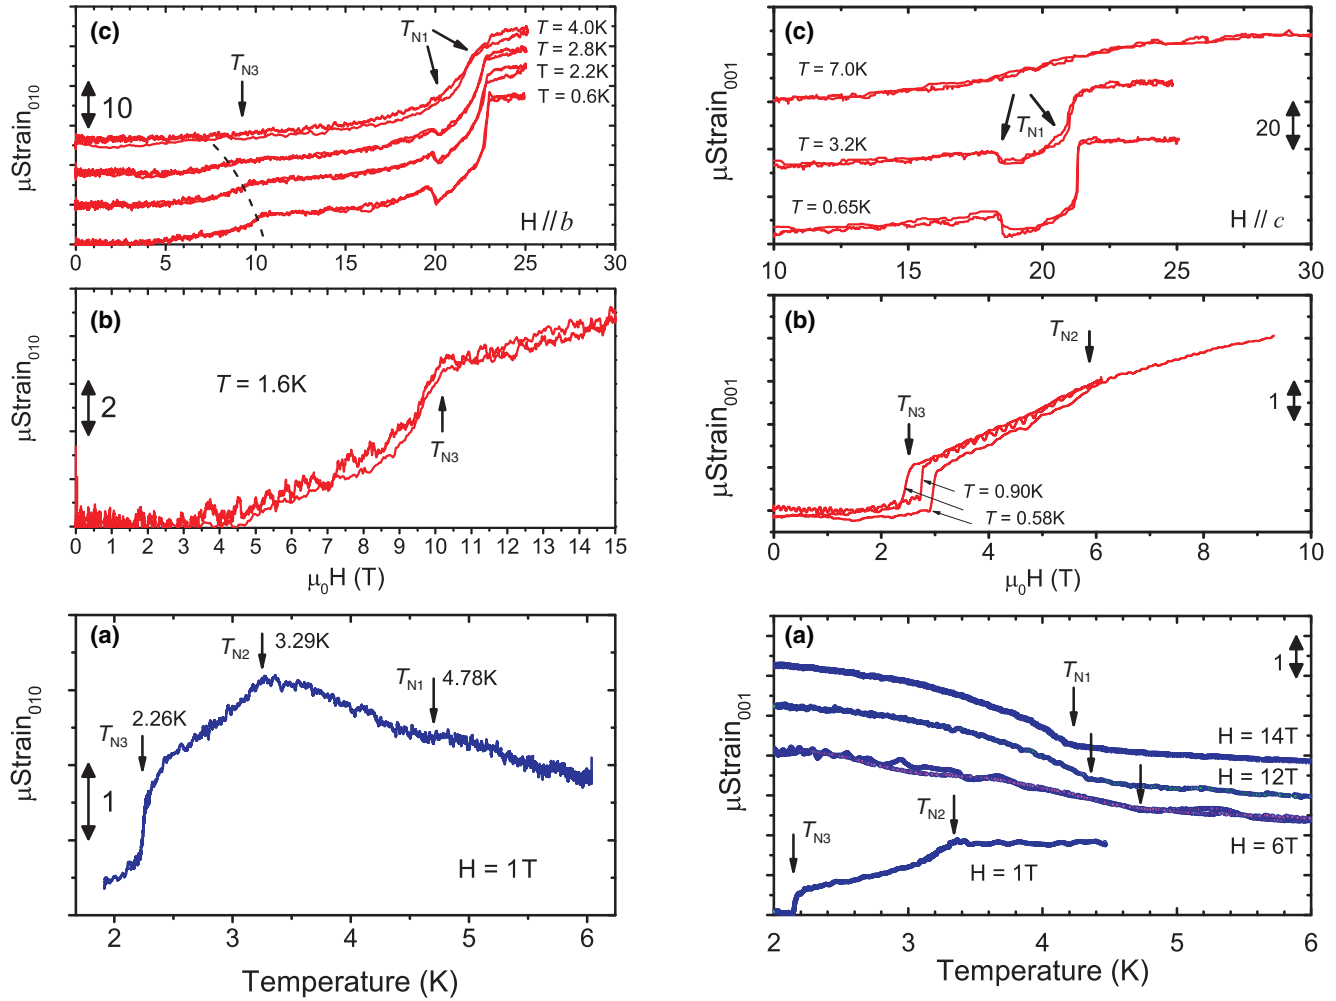 (c)
T_N3
T_N1
T = 4.0K
T = 2.8K
T = 2.2K
T = 0.6K
10
μStrain_010
H // b
0 5 10 15 20 25 30
(b)
T = 1.6K
2
μStrain_010
T_N3
0 1 2 3 4 5 6 7 8 9 10 11 12 13 14 15
μ_0H (T)
(a)
T_N2 3.29K
T_N1 4.78K
T_N3 2.26K
μStrain_010
1
H = 1T
2 3 4 5 6
Temperature (K)
(c)
T = 7.0K
T_N1
20
T = 3.2K
T = 0.65K
μStrain_001
H // c
10 15 20 25 30
(b)
T_N2
T_N3
1
μStrain_001
T = 0.90K
T = 0.58K
0 2 4 6 8 10
μ_0H (T)
(a)
1
T_N1
H = 14T
H = 12T
μStrain_001
T_N2
T_N3
H = 6T
H = 1T
2 3 4 5 6
Temperature (K)